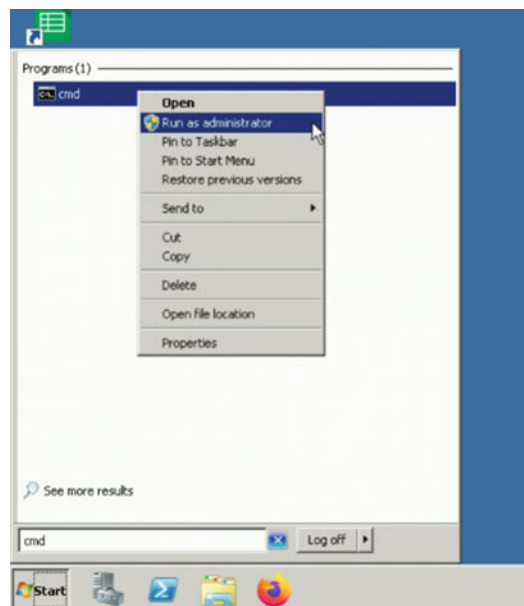 Programs (1)
cmd
Open
Run as administrator
Pin to Taskbar
Pin to Start Menu
Restore previous versions
Send to
Cut
Copy
Delete
Open file location
Properties
See more results
cmd
Log off
Start